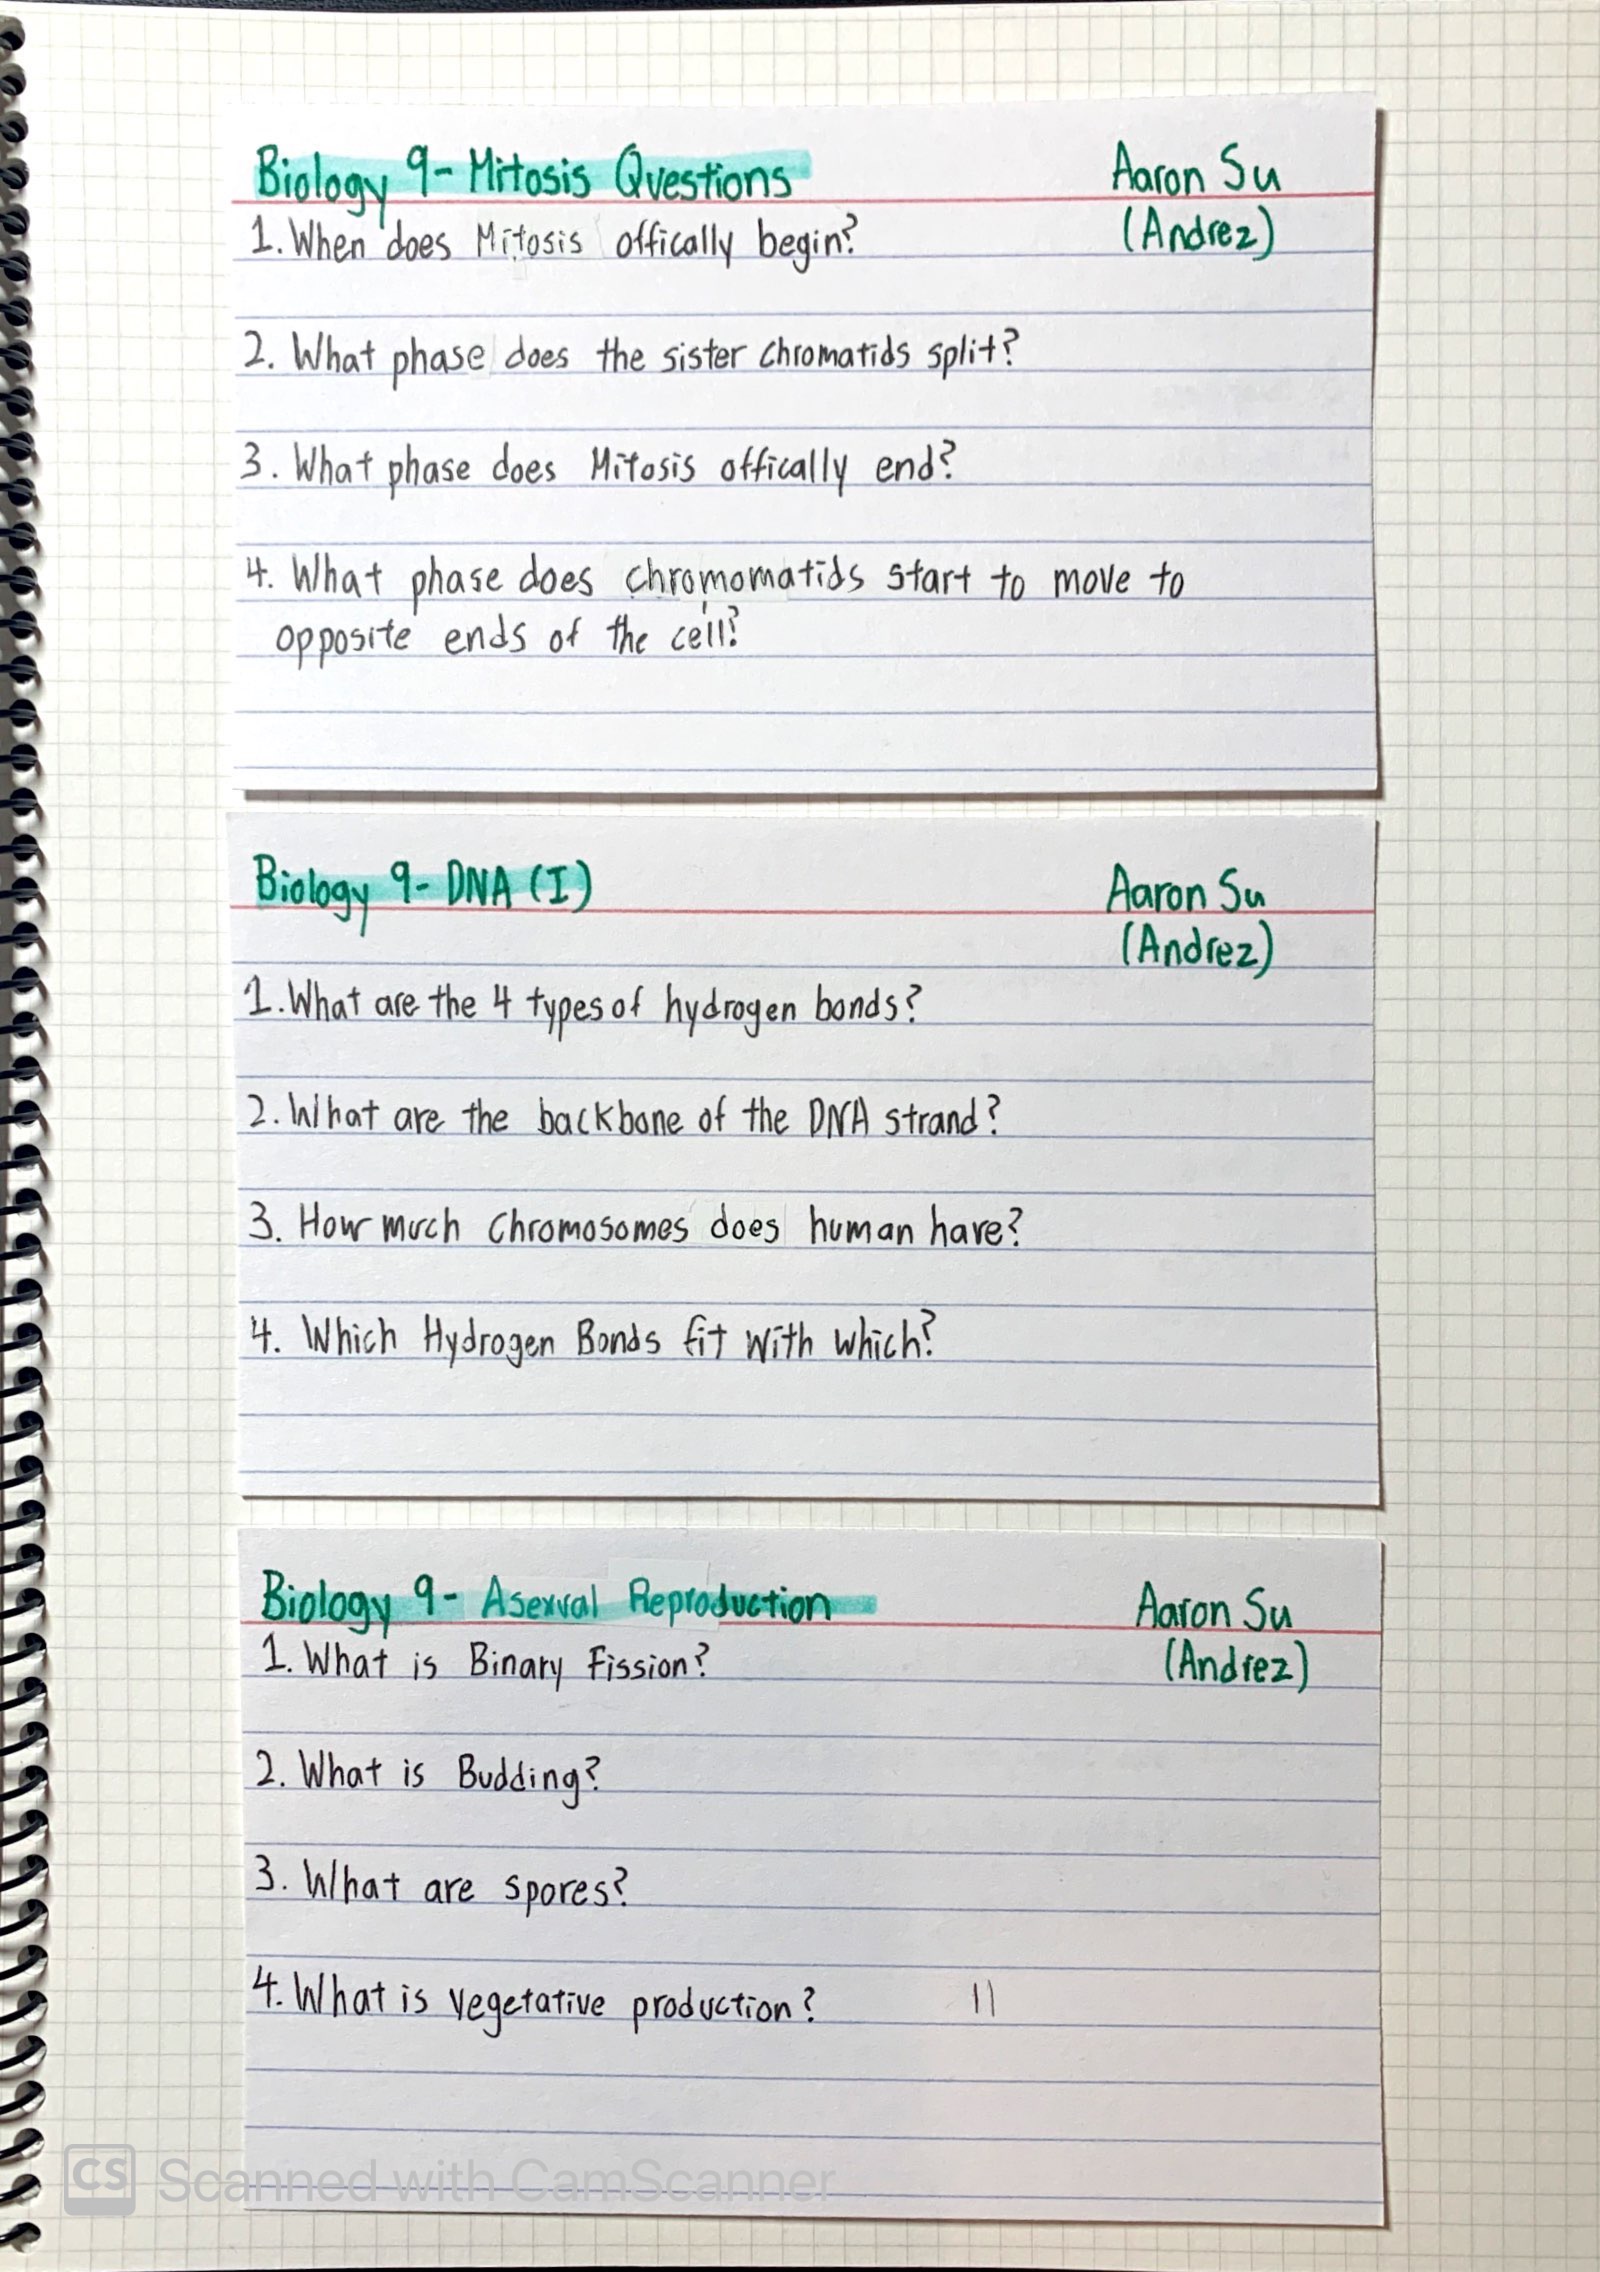 Biology 9- Mitosis Questions
Aaron Su
(Andrez)
1. When does Mitosis offically begin?
2. What phase does the sister chromatids split?
3. What phase does Mitosis offically end?
4. What phase does chromomatids start to move to
opposite ends of the cell?
Biology 9- DNA (I)
Aaron Su
(Andrez)
1. What are the 4 types of hydrogen bonds?
2. What are the backbone of the DNA strand?
3. How much Chromosomes does human have?
4. Which Hydrogen Bonds fit with which?
Biology 9- Asexual Reproduction
Aaron Su
(Andrez)
1. What is Binary Fission?
2. What is Budding?
3. What are spores?
4. What is vegetative production?
CS Scanned with CamScanner